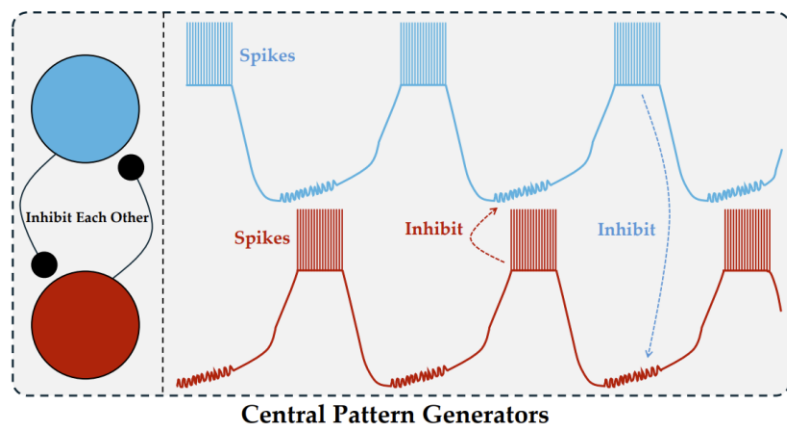 Spikes
Inhibit Each Other
Spikes
Inhibit
Inhibit
Central Pattern Generators